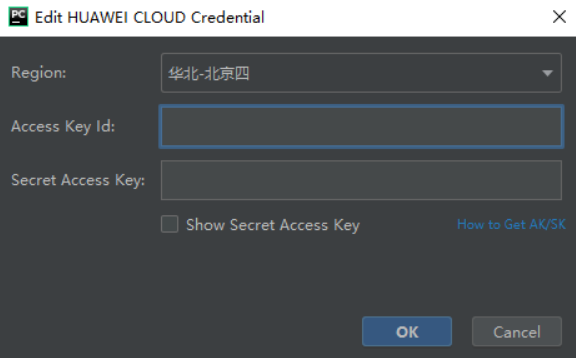 PC Edit HUAWEI CLOUD Credential
Region: 华北-北京四
Access Key Id:
Secret Access Key:
Show Secret Access Key How to Get AK/SK
OK Cancel